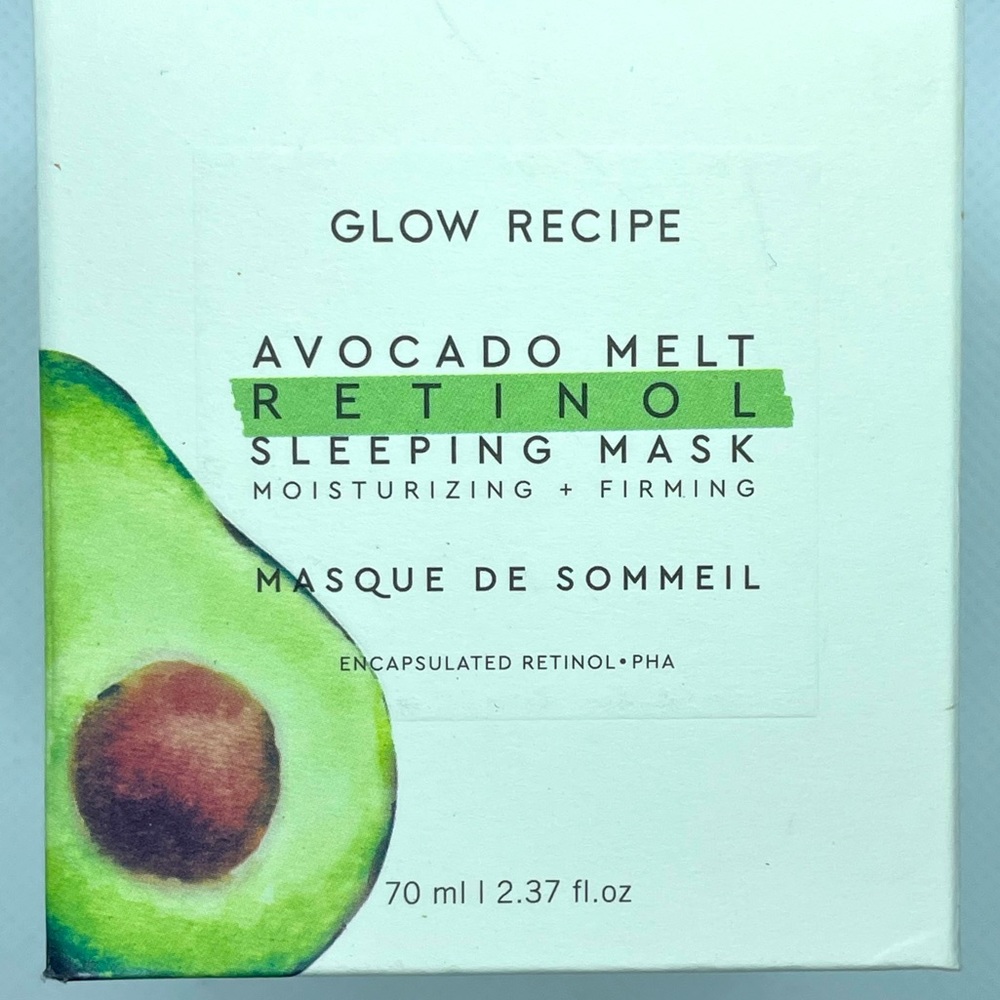 GLOW RECIPE
AVOCADO MELT
RETINOL
SLEEPING MASK
MOISTURIZING + FIRMING
MASQUE DE SOMMEIL
ENCAPSULATED RETINOL•PHA
70 ml | 2.37 fl.oz